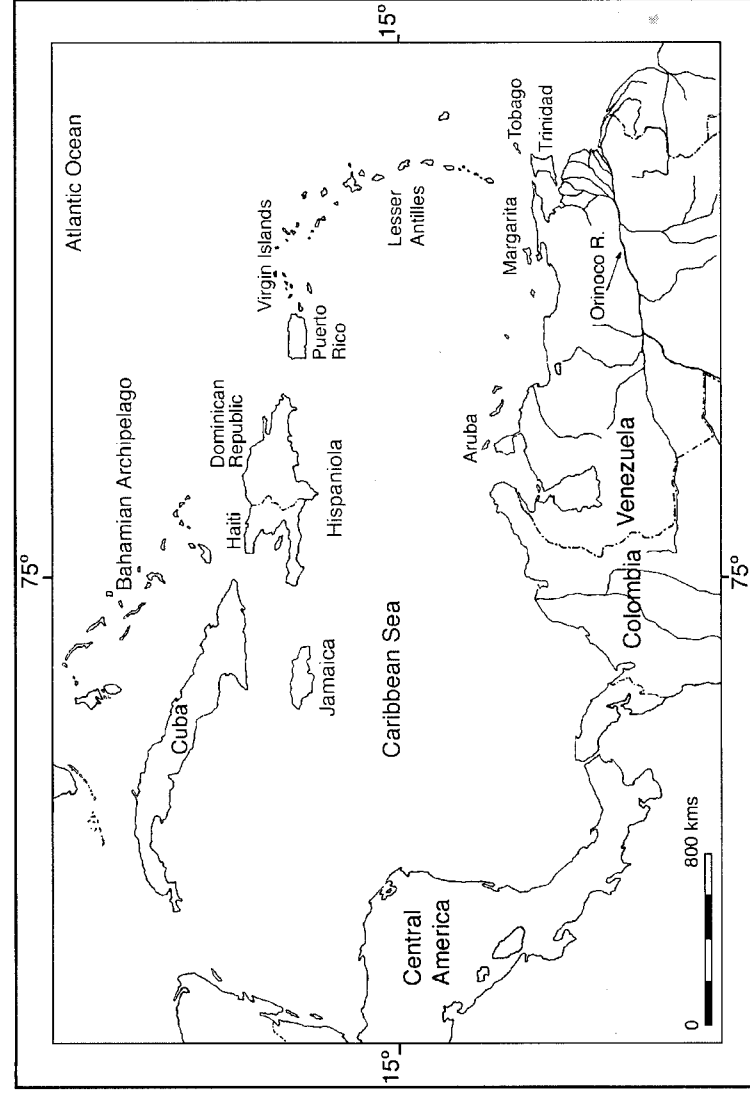 75°
15°
Atlantic Ocean
Bahamian Archipelago
Virgin Islands
Dominican
Republic
Haiti
Puerto
Rico
Hispaniola
Cuba
Jamaica
Lesser
Antilles
Caribbean Sea
15°
Central
America
Aruba
Margarita
Tobago
Trinidad
Orinoco R.
Venezuela
Colombia
0
800 kms
75°